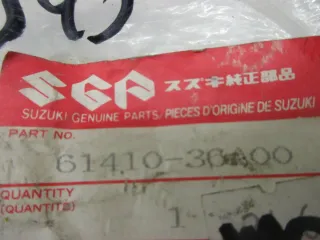 SGP スズキ純正部品
SUZUKI GENUINE PARTS/PIECES D'ORIGINE DE SUZUKI
PART NO.
61410-36A00
QUANTITY
(QUANTITÉ) 1